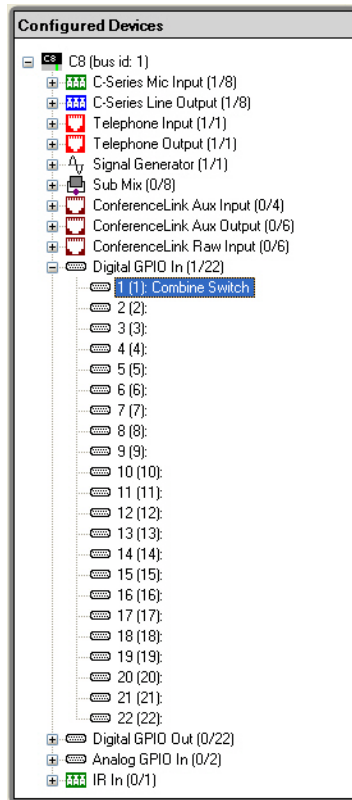 Configured Devices
C8 C8 (bus id: 1)
C-Series Mic Input (1/8)
C-Series Line Output (1/8)
Telephone Input (1/1)
Telephone Output (1/1)
Signal Generator (1/1)
Sub Mix (0/8)
ConferenceLink Aux Input (0/4)
ConferenceLink Aux Output (0/6)
ConferenceLink Raw Input (0/6)
Digital GPIO In (1/22)
1 (1): Combine Switch
2 (2):
3 (3):
4 (4):
5 (5):
6 (6):
7 (7):
8 (8):
9 (9):
10 (10):
11 (11):
12 (12):
13 (13):
14 (14):
15 (15):
16 (16):
17 (17):
18 (18):
19 (19):
20 (20):
21 (21):
22 (22):
Digital GPIO Out (0/22)
Analog GPIO In (0/2)
IR In (0/1)